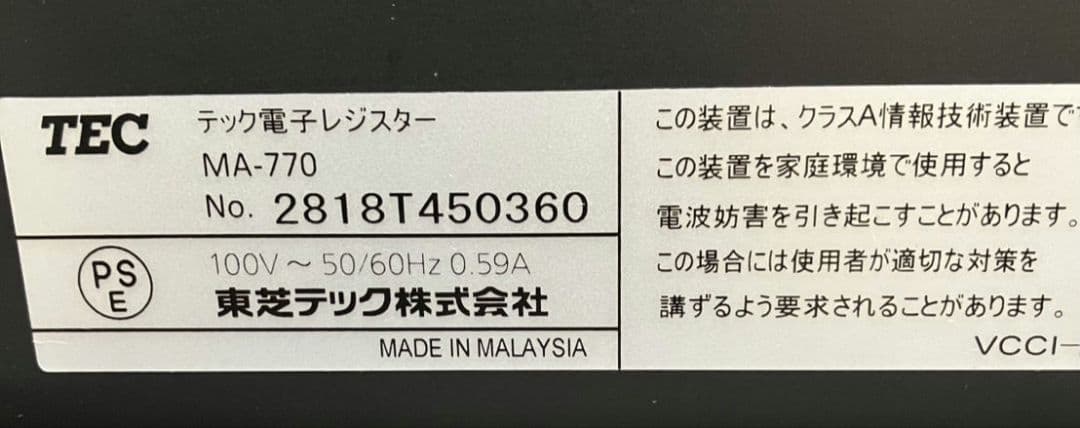 TEC
テック電子レジスター
MA-770
No. 2818T450360
PS
E
100V ～ 50/60Hz 0.59A
東芝テック株式会社
MADE IN MALAYSIA
この装置は、クラスA情報技術装置で
この装置を家庭環境で使用すると
電波妨害を引き起こすことがあります。
この場合には使用者が適切な対策を
講ずるよう要求されることがあります。
VCCI-